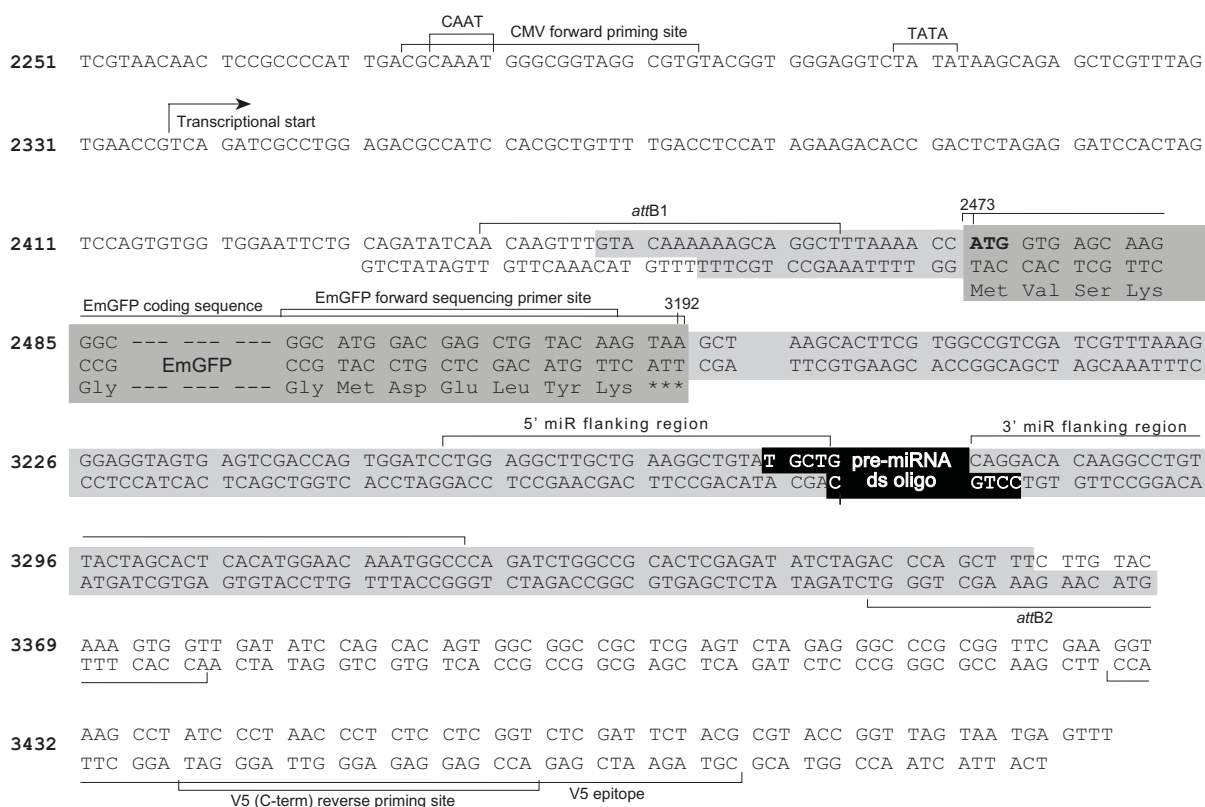 CAAT
CMV forward priming site
TATA
2251 TCGTAACAAC TCCGCCCCATT TGACGCAAAT GGGCGGTAGG CGTGTACGGT GGGAGGTCTA TATAAGCAGA GCTCGTTTAG
Transcriptional start
2331 TGAACCGTCA GATCGCCTGG AGACGCCATC CACGCTGTTT TGACCTCCAT AGAAGACACC GACTCTAGAG GATCCACTAG
attB1
2473
2411 TCCAGTGTGG TGGAATTCTG CAGATATCAA ACAAGTTTGTA CAAAAAAGCA GGCTTTAAAA CC ATG GTG AGC AAG
GTCTATAGTT GTTCAAACAT GTTTTTTCGT CCGAAATTTT GG TAC CAC TCG TTC
Met Val Ser Lys
EmGFP coding sequence
EmGFP forward sequencing primer site
3192
2485 GGC --- --- --- GGC ATG GAC GAG CTG TAC AAG TAA GCT AAGCACTTCG TGGCCGTCGA TCGTTTAAAG
CCG EmGFP CCG TACC CTG CTC GAC ATG TTC ATT CGA TTCGTGAAGC ACCGGCAGCT AGCAAATTTC
Gly --- --- --- Gly Met Asp Glu Leu Tyr Lys ***
5’ miR flanking region
3’ miR flanking region
3226 GGAGGTAGTG AGTCGACCAG TGGATCCTGG AGGCTTGCTG AAGGCTGTAT GCTG pre-miRNA CAGGACA CAAGGCCTGT
CCTCCATCAC TCAGCTGGTC ACCTAGGACC TCCGAACGAC TTCCGACATA CGAC ds oligo GTCCTGT GTTCCGGACA
3296 TACTAGCACT CACATGGAAC AAATGGCCCA GATCTGGCCG CACTCGAGAT ATCTAGACCC CCA GCT TTC TTG TAC
ATGATCGTGA GTGTACCTTG TTTACCGGGT CTAGACCGGC GTGAGCTCTA TAGATCTGG GTCGA AAG AAC ATG
attB2
3369 AAA GTG GTT GAT ATC CAG CAC AGT GGC GGC CGC TCG AGT CTA GAG GGC CCG CGG TTC GAA GGT
TTT CAC CAA CTA TAG GTC GTG TCA CCG CCG GCG AGC TCA GAT CTC CCG GGC GCC AAG CTT CCA
3432 AAG CCT ATC CCT AAC CCT CTC CTC GGT CTC GAT TCT ACG CGT ACC GGT TAG TAA TGA GTTT
TTC GGA TAG GGA TTG GGA GAG GAG CCA GAG CTA AGA TGC GCA TGG CCA ATC ATT ACT
V5 (C-term) reverse priming site
V5 epitope